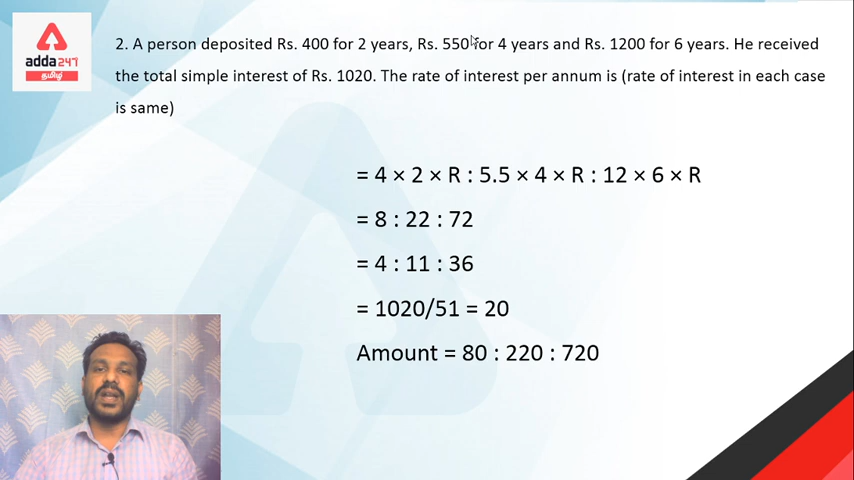 adda247
தமிழ்
2. A person deposited Rs. 400 for 2 years, Rs. 550 for 4 years and Rs. 1200 for 6 years. He received
the total simple interest of Rs. 1020. The rate of interest per annum is (rate of interest in each case
is same)
= 4 × 2 × R : 5.5 × 4 × R : 12 × 6 × R
= 8 : 22 : 72
= 4 : 11 : 36
= 1020/51 = 20
Amount = 80 : 220 : 720